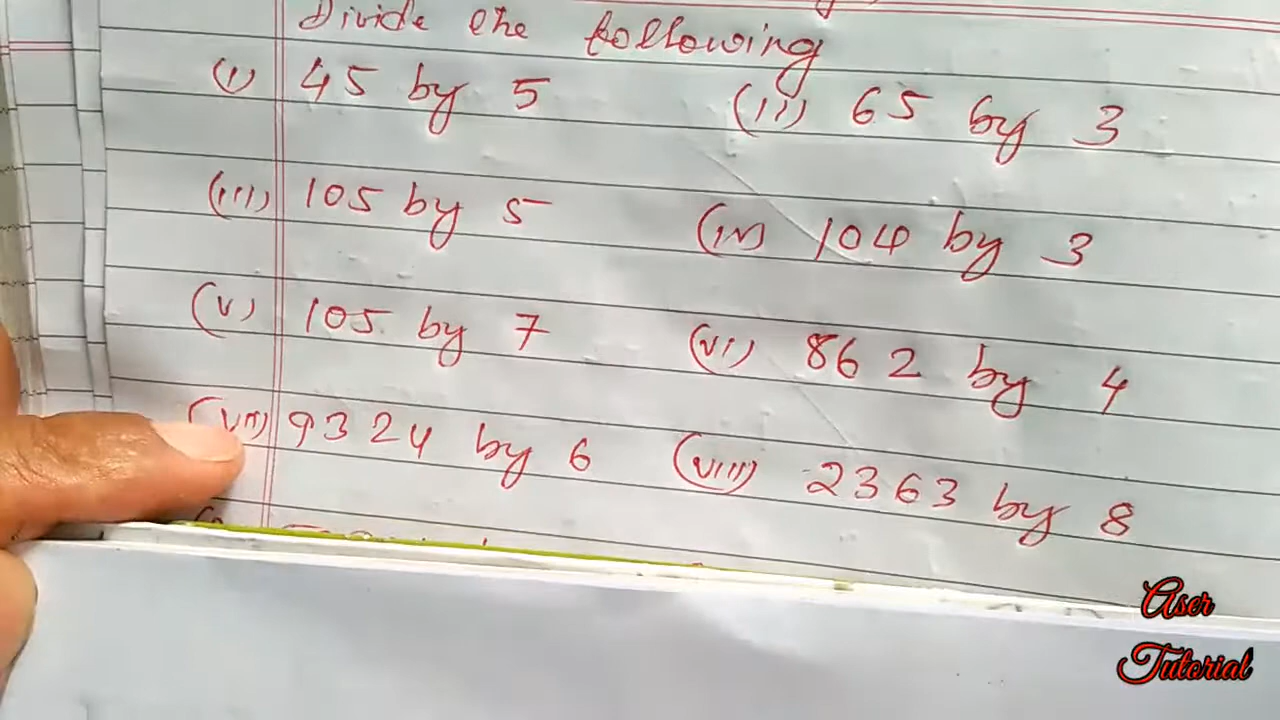 Divide the following
(i) 45 by 5 (ii) 65 by 3
(iii) 105 by 5 (iv) 104 by 3
(v) 105 by 7 (vi) 862 by 4
(vii) 9324 by 6 (viii) 2363 by 8
Aser
Tutorial